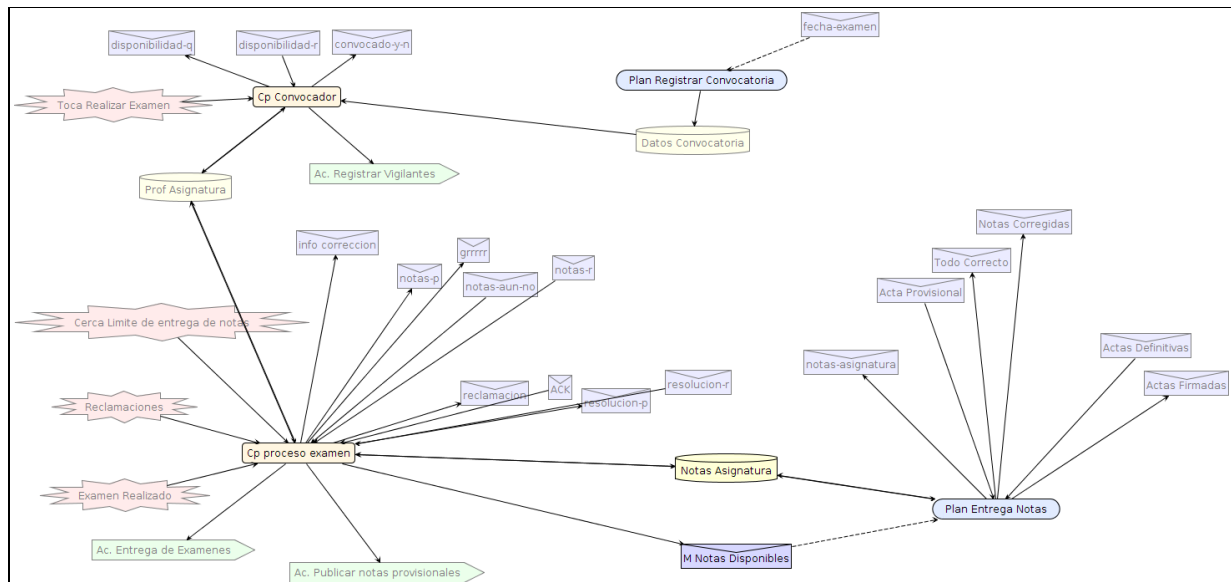 fecha-examen
disponibilidad-q
disponibilidad-r
convocado-y-n
Plan Registrar Convocatoria
Toca Realizar Examen
Cp Convocador
Datos Convocatoria
Ac. Registrar Vigilantes
Prof Asignatura
Notas Corregidas
info correccion
grrrrr
notas-p
notas-r
notas-aun-no
Todo Correcto
Acta Provisional
Cerca Limite de entrega de notas
Actas Definitivas
notas-asignatura
Actas Firmadas
reclamacion
ACK
resolucion-r
resolucion-p
Reclamaciones
Cp proceso examen
Notas Asignatura
Examen Realizado
Plan Entrega Notas
Ac. Entrega de Examenes
M Notas Disponibles
Ac. Publicar notas provisionales